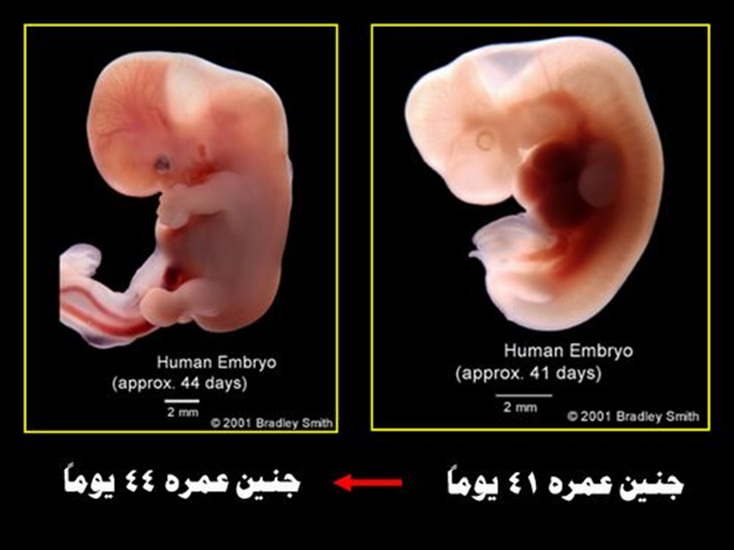 Human Embryo
(approx. 44 days)
2 mm
© 2001 Bradley Smith
Human Embryo
(approx. 41 days)
2 mm
© 2001 Bradley Smith
جنين عمره ٤١ يوماً
جنين عمره ٤٤ يوماً